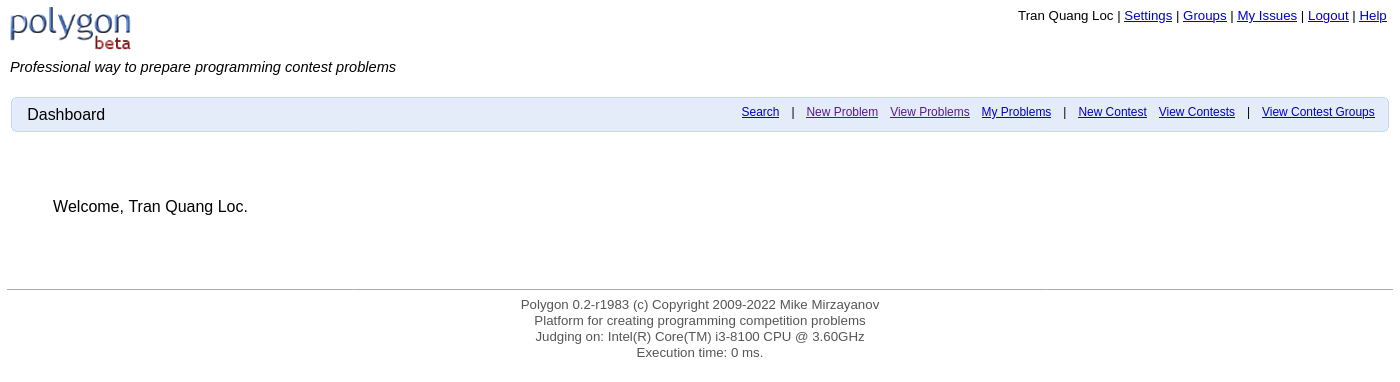 polygon
beta
Tran Quang Loc | Settings | Groups | My Issues | Logout | Help
Professional way to prepare programming contest problems
Dashboard
Search | New Problem View Problems My Problems | New Contest View Contests | View Contest Groups
Welcome, Tran Quang Loc.
Polygon 0.2-r1983 (c) Copyright 2009-2022 Mike Mirzayanov
Platform for creating programming competition problems
Judging on: Intel(R) Core(TM) i3-8100 CPU @ 3.60GHz
Execution time: 0 ms.